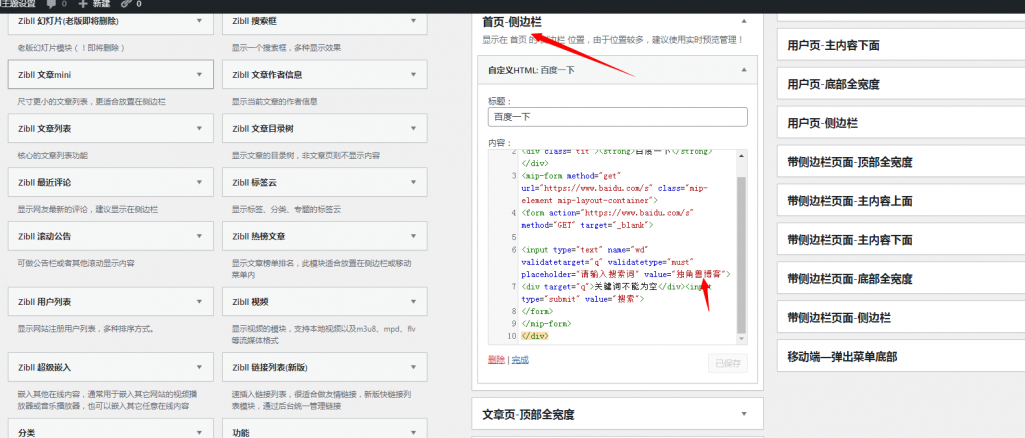 主题设置 0 新建 0
Zibll 幻灯片(老版即将删除)
老版幻灯片模块（！即将删除）
Zibll 搜索框
显示一个搜索框，多种显示效果
Zibll 文章mini
尺寸更小的文章列表，更适合放置在侧边栏
Zibll 文章作者信息
显示当前文章的作者信息
Zibll 文章列表
核心的文章列表功能
Zibll 文章目录树
显示文章的目录树，非文章页则不显示内容
Zibll 最近评论
显示网友最新的评论，建议显示在侧边栏
Zibll 标签云
显示标签、分类、专题的标签云
Zibll 滚动公告
可做公告栏或者其他滚动显示内容
Zibll 热榜文章
显示文章榜单排名，此模块适合放置在侧边栏或移动
菜单内
Zibll 用户列表
显示网站注册用户列表，多种排序方式。
Zibll 视频
显示视频的模块，支持本地视频以及m3u8、mpd、flv
等流媒体格式
Zibll 超级嵌入
嵌入其他在线内容，通常用于嵌入其它网站的视频播
放器或音乐播放器，也可以嵌入其它任意在线内容
Zibll 链接列表(新版)
速插入链接列表，很适合做友情链接，新版快链接列
表模块，通过后台统一管理链接
分类
功能
首页-侧边栏
显示在 首页 的 侧边栏 位置，由于位置较多，建议使用实时预览管理！
自定义HTML: 百度一下
标题：
百度一下
内容：
2 <div class="tit"><strong>百度一下</strong>
</div>
3 <mip-form method="get"
url="https://www.baidu.com/s" class="mip-
element mip-layout-container">
4 <form action="https://www.baidu.com/s"
method="GET" target="_blank">
5
6 <input type="text" name="wd"
validatetarget="q" validatetype="must"
placeholder="请输入搜索词" value="独角兽博客">
7 <div target="q">关键词不能为空</div><input
type="submit" value="搜索">
8 </form>
9 </mip-form>
10 </div>
删除 | 完成
已保存
文章页-顶部全宽度
用户页-主内容下面
用户页-底部全宽度
用户页-侧边栏
带侧边栏页面-顶部全宽度
带侧边栏页面-主内容上面
带侧边栏页面-主内容下面
带侧边栏页面-底部全宽度
带侧边栏页面-侧边栏
移动端—弹出菜单底部